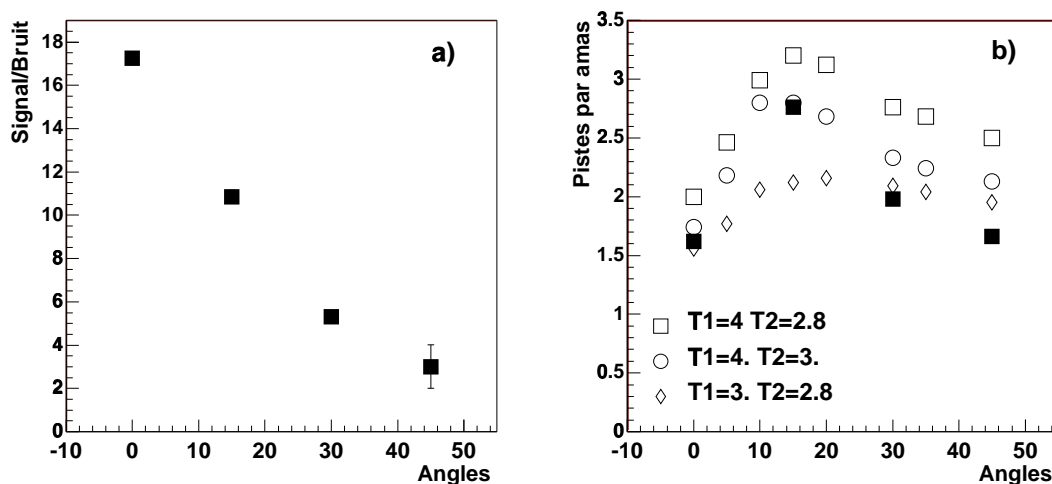 Signal/Bruit
a)
18
16
14
12
10
8
6
4
2
0
-10 0 10 20 30 40 50
Angles
Pistes par amas
b)
3.5
3
2.5
2
1.5
1
0.5
0
T1=4 T2=2.8
T1=4. T2=3.
T1=3. T2=2.8
-10 0 10 20 30 40 50
Angles